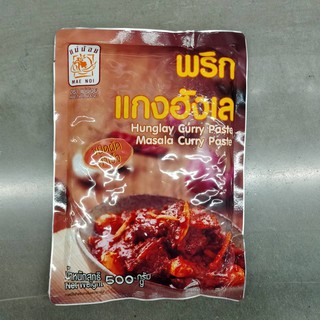 แม่น้อย
MAE NOI
พริก
แกงฮังเล
Hunglay Curry Paste
Masala Curry Paste
น้ำหนักสุทธิ
Net Weight 500 กรัม